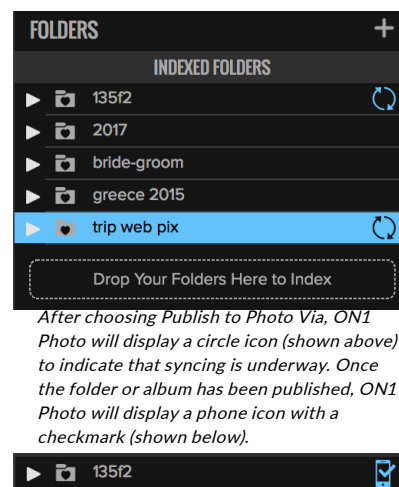 FOLDERS
INDEXED FOLDERS
135f2
2017
bride-groom
greece 2015
trip web pix
Drop Your Folders Here to Index
After choosing Publish to Photo Via, ON1
Photo will display a circle icon (shown above)
to indicate that syncing is underway. Once
the folder or album has been published, ON1
Photo will display a phone icon with a
checkmark (shown below).
135f2